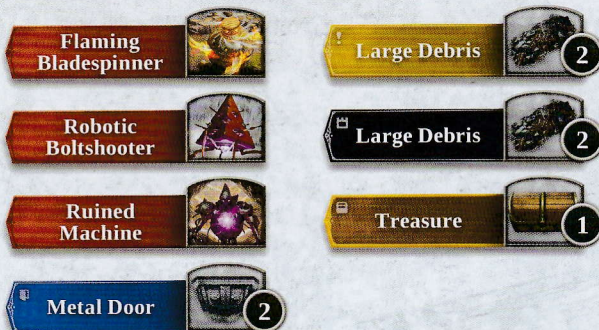 Flaming
Bladespinner
Robotic
Boltshooter
Ruined
Machine
Metal Door
2
Large Debris
2
Large Debris
2
Treasure
1